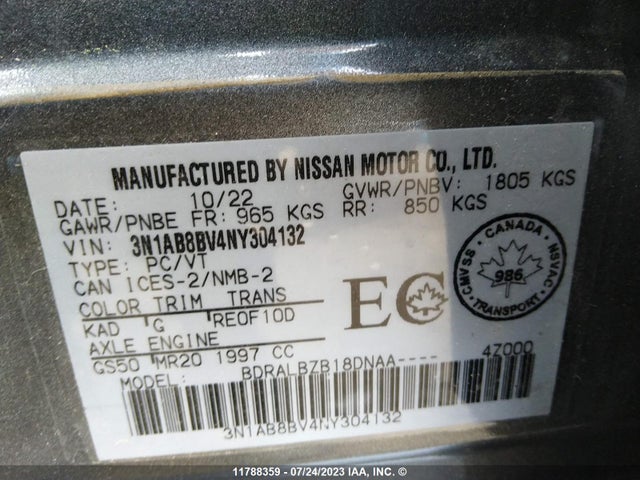 MANUFACTURED BY NISSAN MOTOR CO., LTD.
DATE: 10/22 GVWR/PNBV: 1805 KGS
GAWR/PNBE FR: 965 KGS RR: 850 KGS
VIN: 3N1AB8BV4NY304132
TYPE: PC/VT
CAN ICES-2/NMB-2
COLOR TRIM TRANS
KAD G RE0F10D
AXLE ENGINE
GS50 MR20 1997 CC
MODEL: BDRALBZB18DNAA---- 4Z000
3N1AB8BV4NY304132
EC
CANADA
CMVSS NSVAC
986
TRANSPORT
11788359 - 07/24/2023 IAA, INC. ©